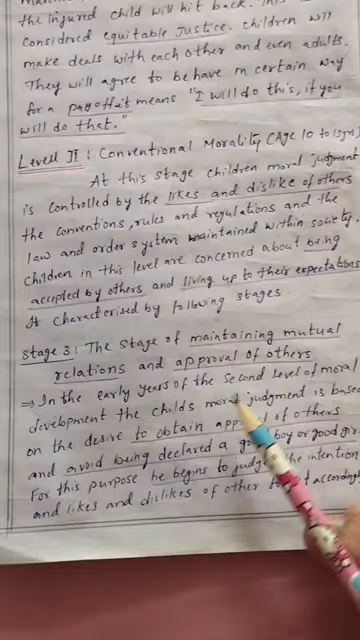 the injured child will hit back. This
considered equitable Justice. Children will
make deals with each other and even adults.
They will agree to behave in certain way
for a payoff it means "I will do this, if you
will do that."
Level II: Conventional Morality (Age 10 to 13yrs)
At this stage children moral judgment
is controlled by the likes and dislike of others
the conventions, rules and regulations and the
law and order system maintained within society.
Children in this level are concerned about being
accepted by others and living up to their expectations
It characterised by following stages
Stage 3: The Stage of maintaining mutual
relations and approval of others
⇒ In the early years of the second level of moral
development the child's moral judgment is based
on the desire to obtain of others
and avoid being declared a boy or good
For this purpose he begins to the intention
and likes and dislikes of other accordingly